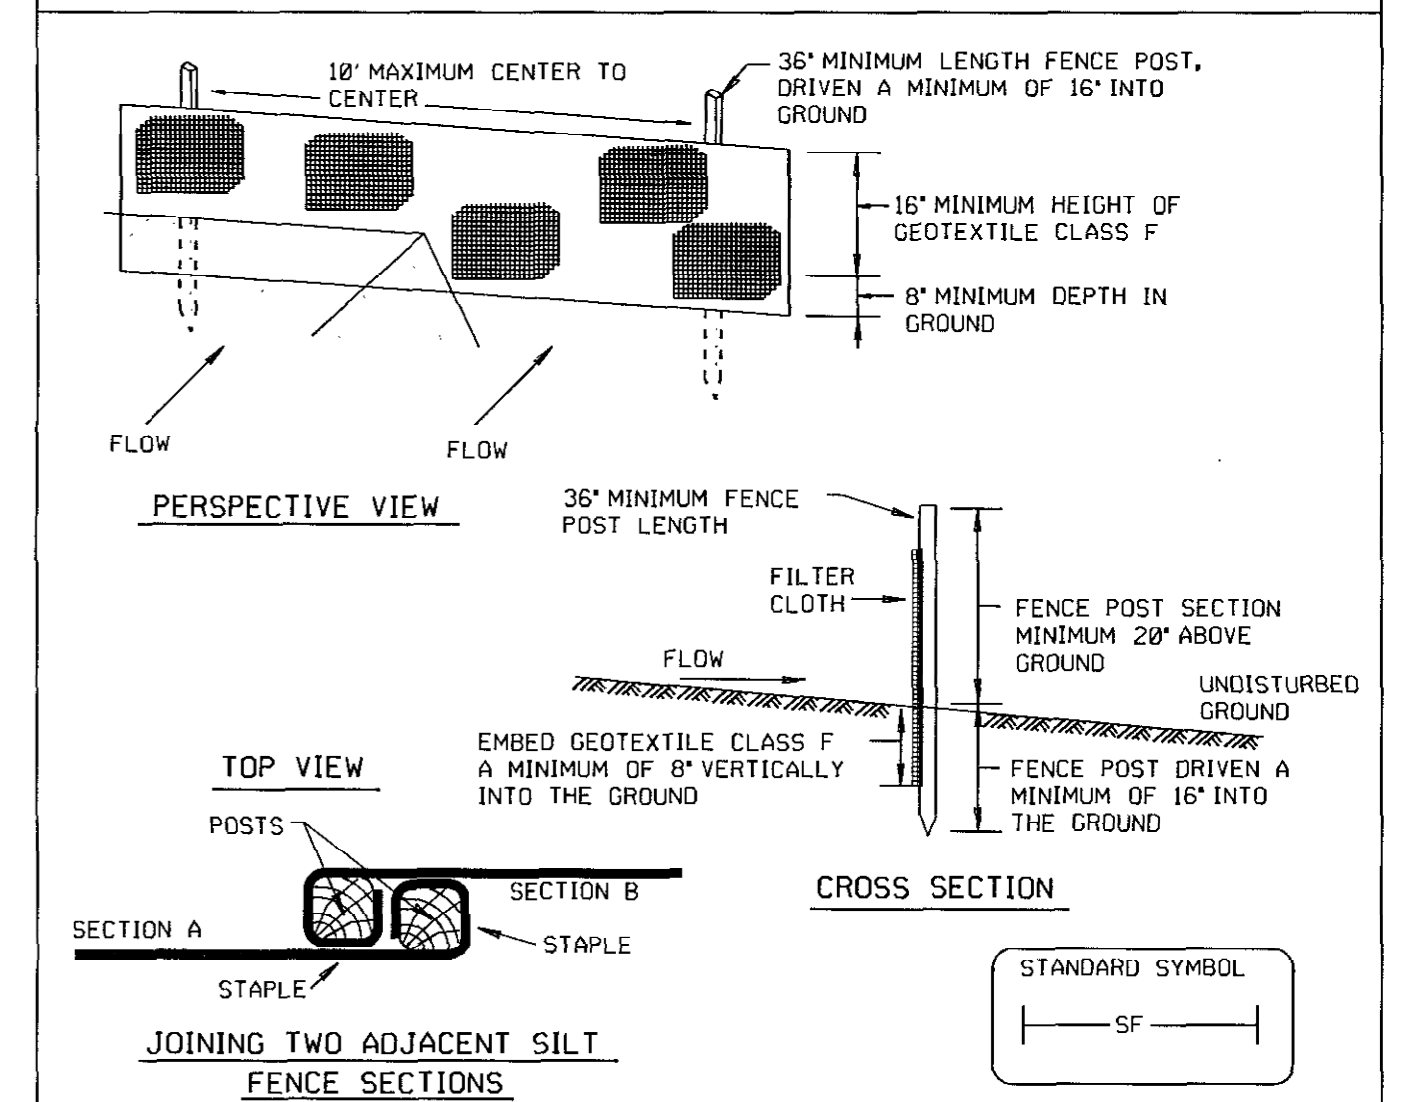 10' MAXIMUM CENTER TO
CENTER
36" MINIMUM LENGTH FENCE POST,
DRIVEN A MINIMUM OF 16" INTO
GROUND
16" MINIMUM HEIGHT OF
GEOTEXTILE CLASS F
8" MINIMUM DEPTH IN
GROUND
FLOW
FLOW
PERSPECTIVE VIEW
36" MINIMUM FENCE
POST LENGTH
FILTER
CLOTH
FENCE POST SECTION
MINIMUM 20" ABOVE
GROUND
FLOW
UNDISTURBED
GROUND
EMBED GEOTEXTILE CLASS F
A MINIMUM OF 8" VERTICALLY
INTO THE GROUND
FENCE POST DRIVEN A
MINIMUM OF 16" INTO
THE GROUND
CROSS SECTION
TOP VIEW
POSTS
SECTION B
SECTION A
STAPLE
STAPLE
JOINING TWO ADJACENT SILT
FENCE SECTIONS
STANDARD SYMBOL
SF